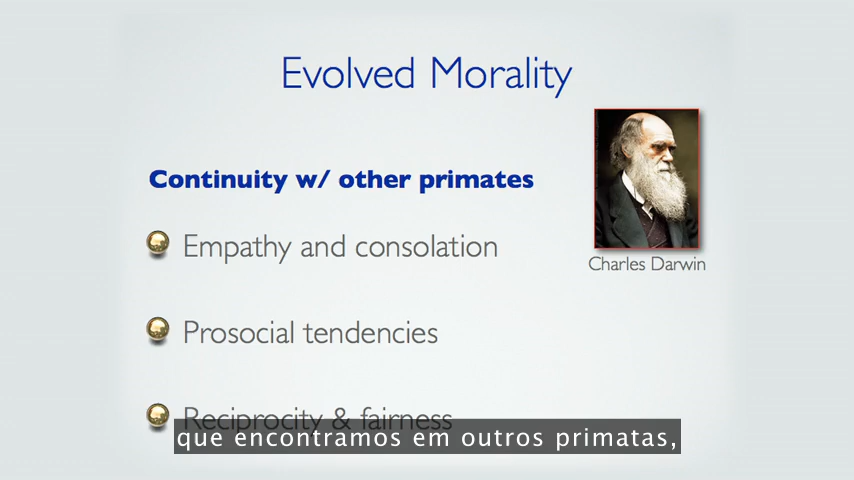 Evolved Morality
Continuity w/ other primates
Charles Darwin
Empathy and consolation
Prosocial tendencies
Reciprocity & fairness
que encontramos em outros primatas,